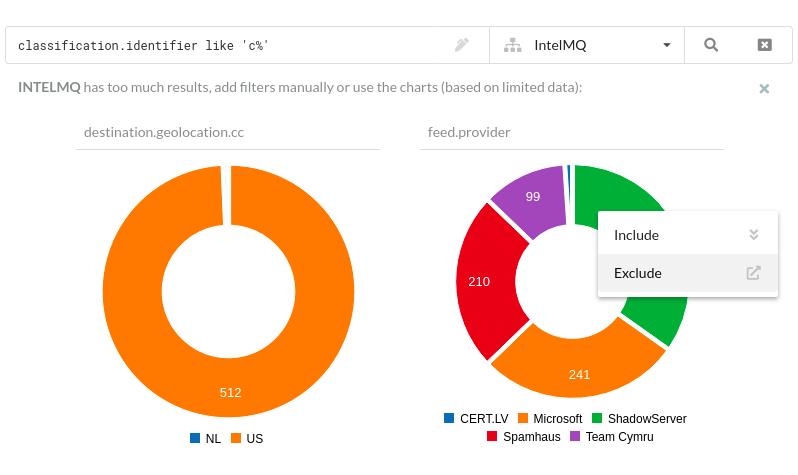 classification.identifier like 'c%'
IntelMQ
INTELMQ has too much results, add filters manually or use the charts (based on limited data):
destination.geolocation.cc
feed.provider
99
Include
Exclude
210
241
512
CERT.LV Microsoft ShadowServer
Spamhaus Team Cymru
NL US